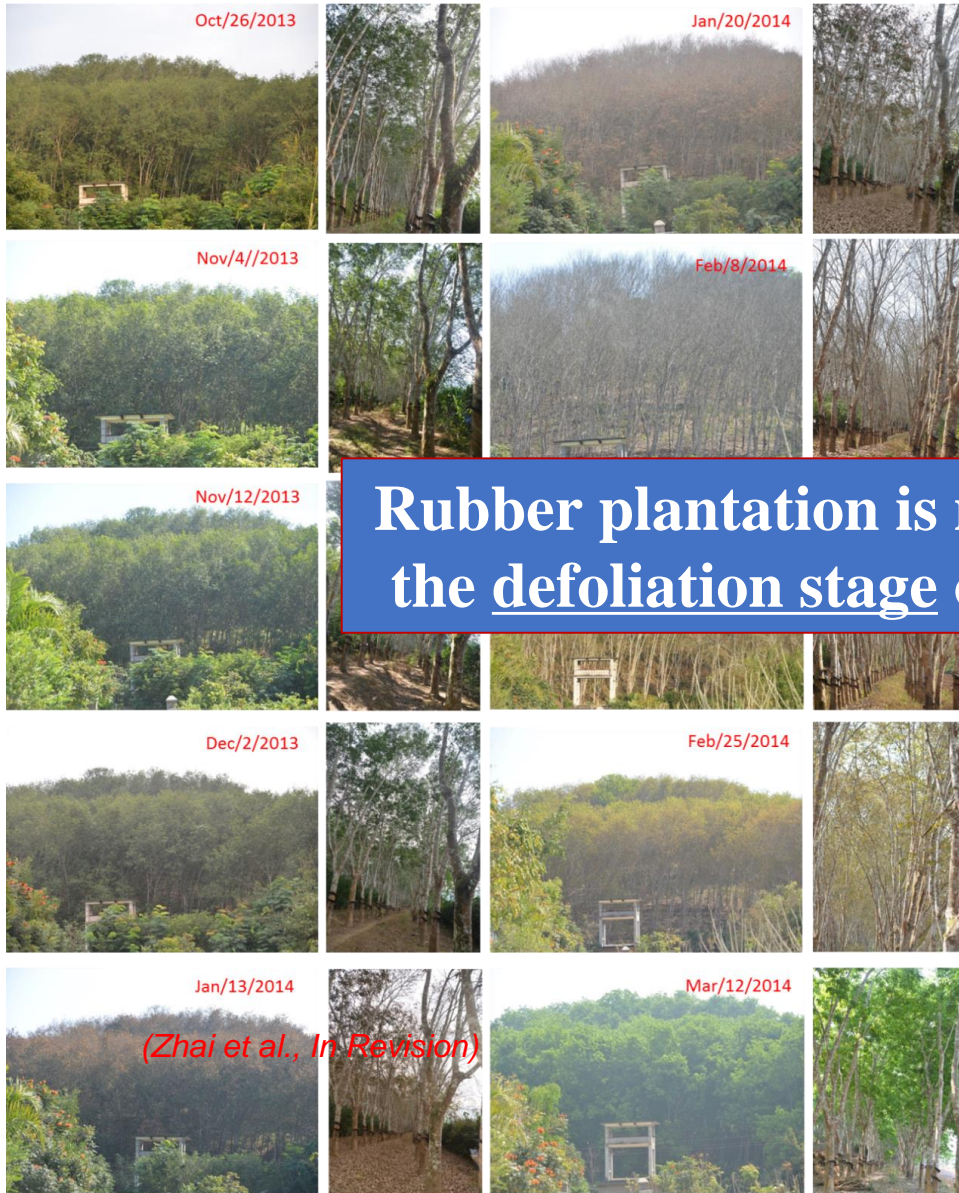 Oct/26/2013
Jan/20/2014
Nov/4//2013
Feb/8/2014
Nov/12/2013
Rubber plantation is
the defoliation stage
Dec/2/2013
Feb/25/2014
Jan/13/2014
Mar/12/2014
(Zhai et al., In Revision)